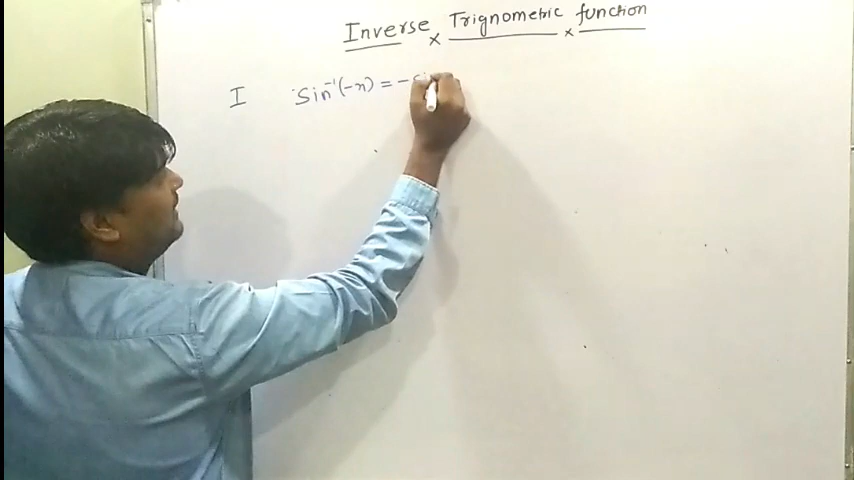 Inverse × Trignometric × function
I sin⁻¹(-x) = -